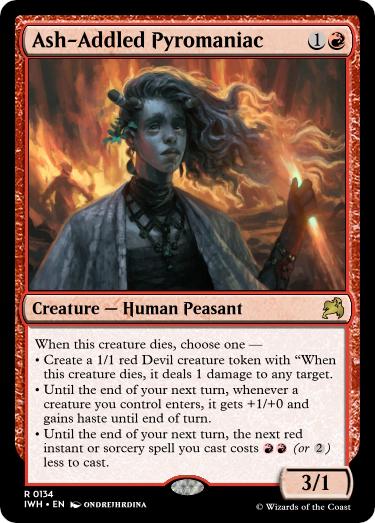 Ash-Addled Pyromaniac 1
Creature — Human Peasant
When this creature dies, choose one —
• Create a 1/1 red Devil creature token with “When
this creature dies, it deals 1 damage to any target.
• Until the end of your next turn, whenever a
creature you control enters, it gets +1/+0 and
gains haste until end of turn.
• Until the end of your next turn, the next red
instant or sorcery spell you cast costs (or 2)
less to cast.
3/1
R 0134
IWH • EN ONDREJHRDINA
© Wizards of the Coast